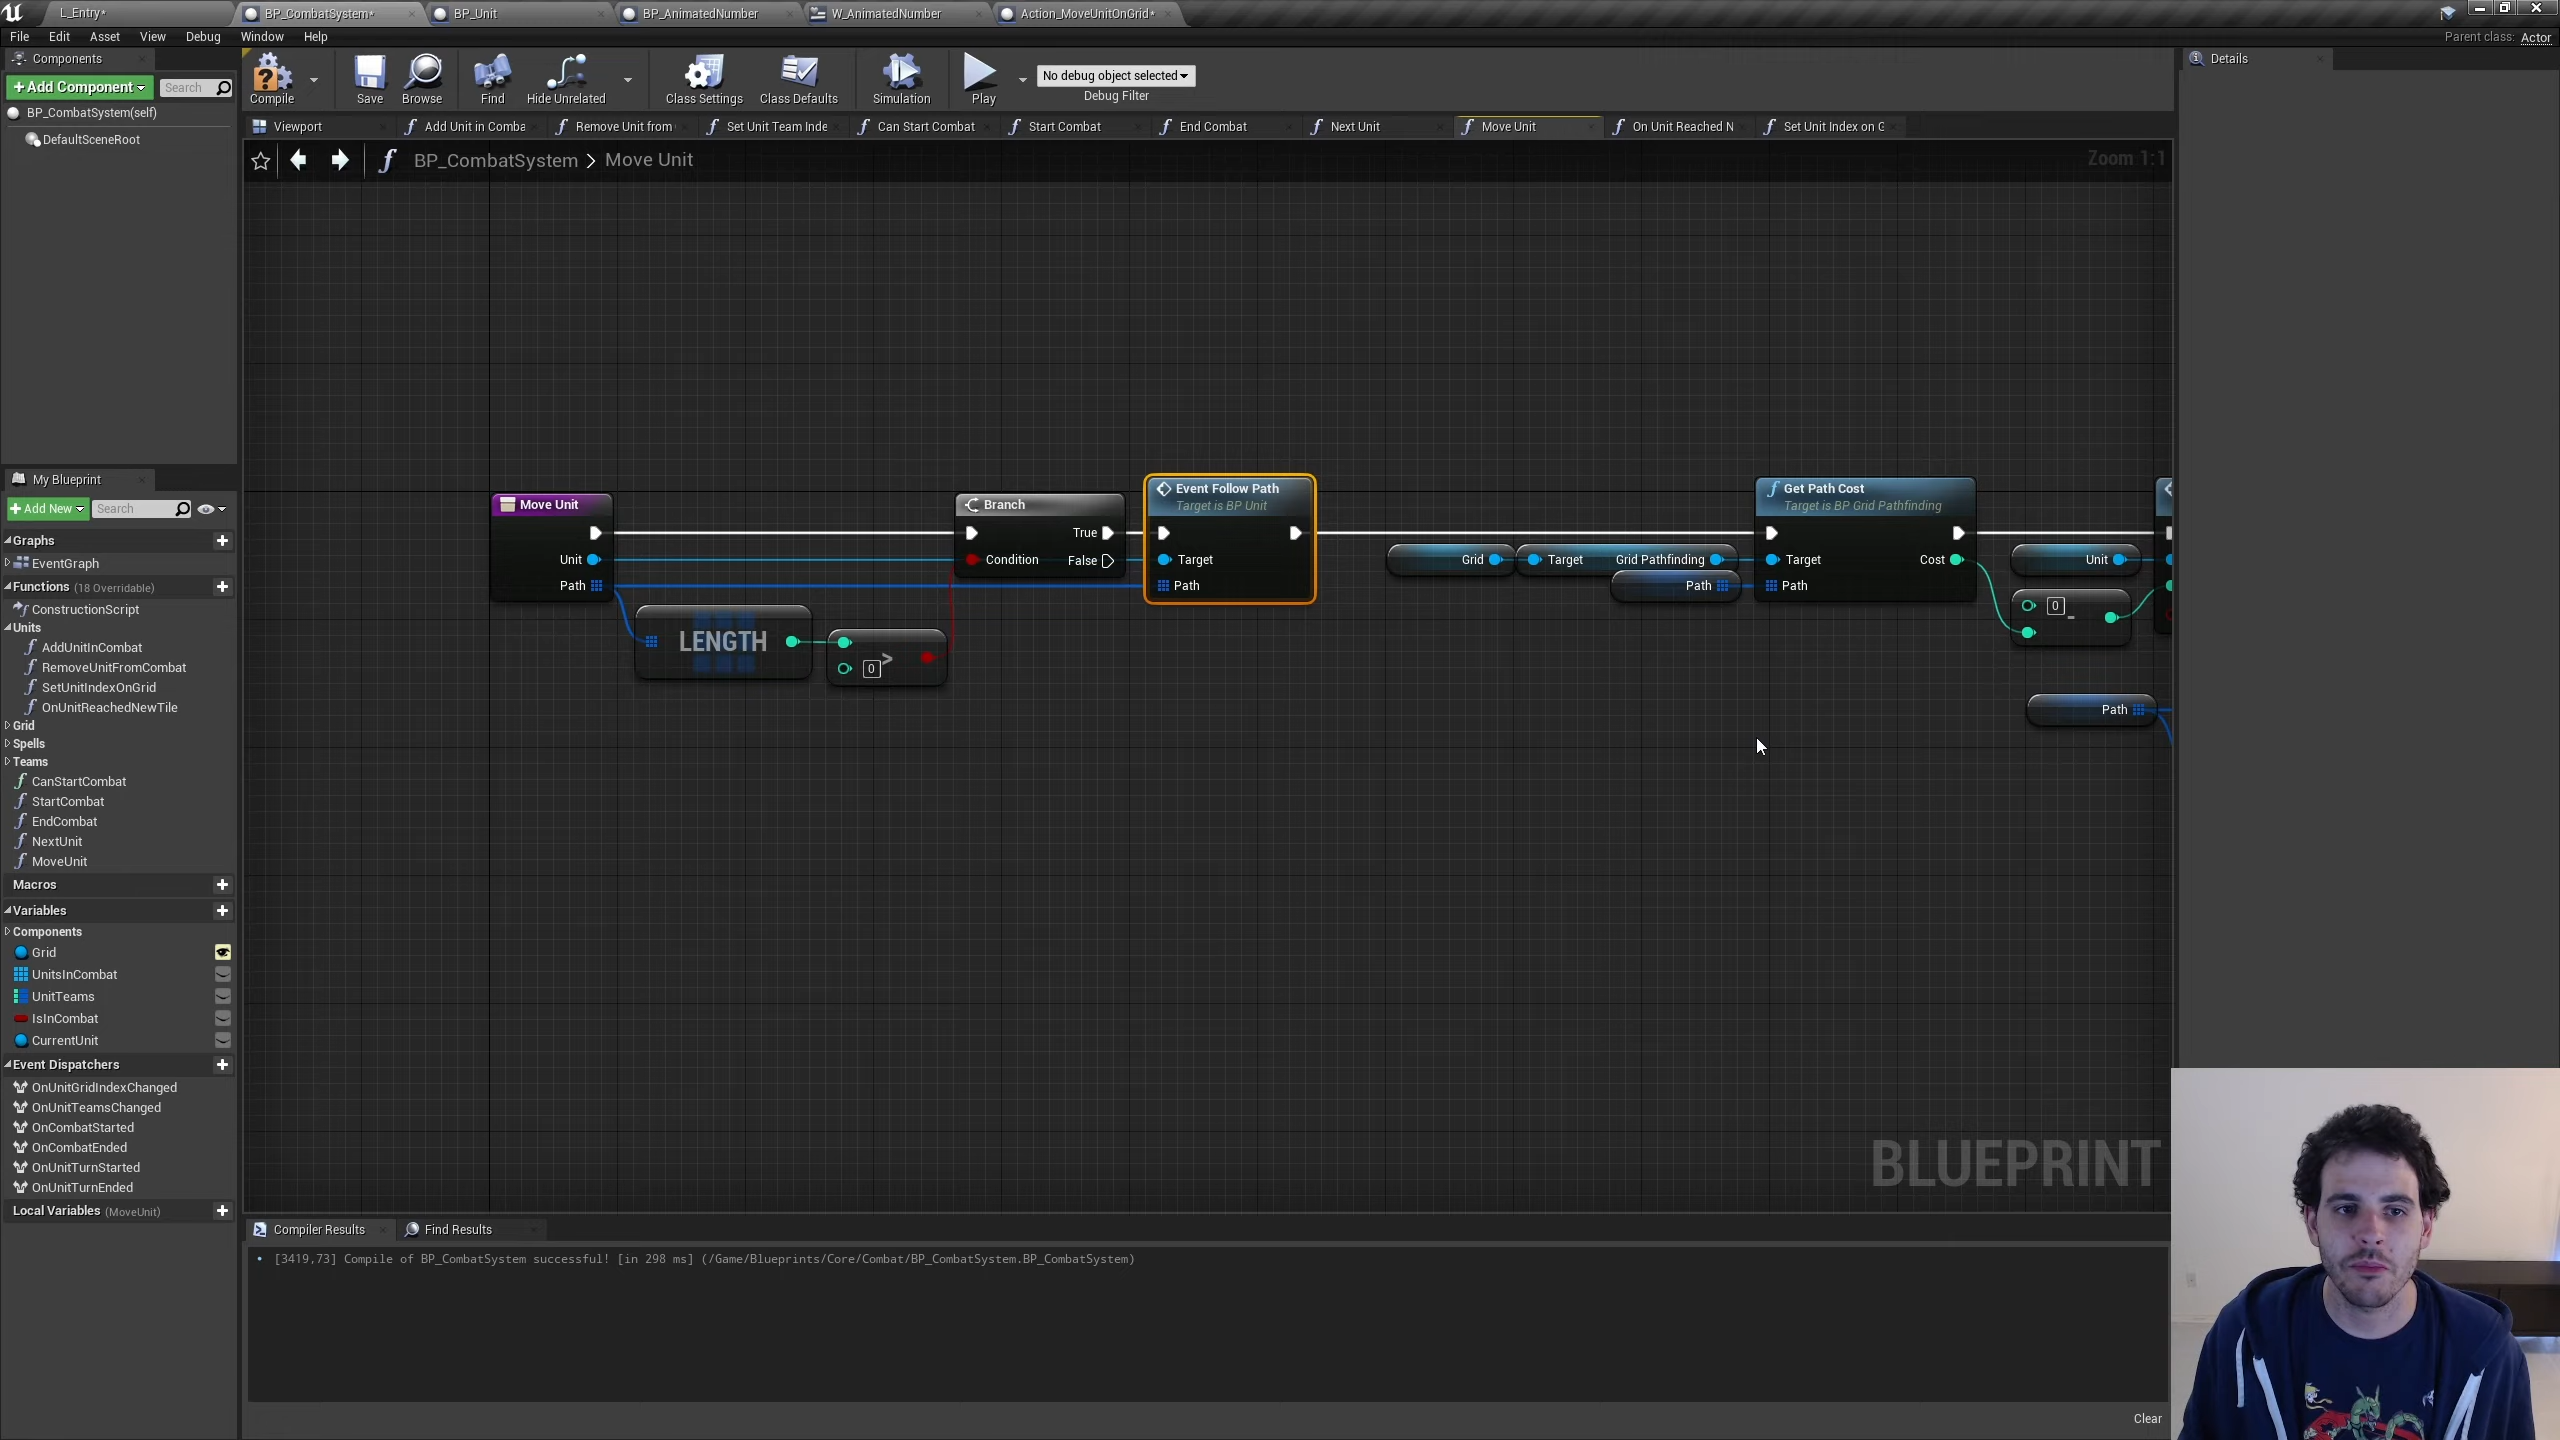 L_Entry*
BP_CombatSystem*
BP_Unit
BP_AnimatedNumber
W_AnimatedNumber
Action_MoveUnitOnGrid*
File
Edit
Asset
View
Debug
Window
Help
Parent class: Actor
Components
+Add Component
Search
BP_CombatSystem(self)
DefaultSceneRoot
Compile
Save
Browse
Find
Hide Unrelated
Class Settings
Class Defaults
Simulation
Play
No debug object selected
Debug Filter
Details
Viewport
Add Unit in Comba
Remove Unit from
Set Unit Team Inde
Can Start Combat
Start Combat
End Combat
Next Unit
Move Unit
On Unit Reached N
Set Unit Index on G
BP_CombatSystem > Move Unit
Zoom 1:1
My Blueprint
+Add New
Search
Graphs
EventGraph
Functions (18 Overridable)
ConstructionScript
Units
AddUnitInCombat
RemoveUnitFromCombat
SetUnitIndexOnGrid
OnUnitReachedNewTile
Grid
Spells
Teams
CanStartCombat
StartCombat
EndCombat
NextUnit
MoveUnit
Macros
Variables
Components
Grid
UnitsInCombat
UnitTeams
IsInCombat
CurrentUnit
Event Dispatchers
OnUnitGridIndexChanged
OnUnitTeamsChanged
OnCombatStarted
OnCombatEnded
OnUnitTurnStarted
OnUnitTurnEnded
Local Variables (MoveUnit)
Move Unit
Unit
Path
LENGTH
0
>
Branch
True
Condition
False
Event Follow Path
Target is BP Unit
Target
Path
Grid
Target
Grid Pathfinding
Path
Get Path Cost
Target is BP Grid Pathfinding
Target
Cost
Path
Unit
0
-
Path
BLUEPRINT
Compiler Results
Find Results
[3419,73] Compile of BP_CombatSystem successful! [in 298 ms] (/Game/Blueprints/Core/Combat/BP_CombatSystem.BP_CombatSystem)
Clear